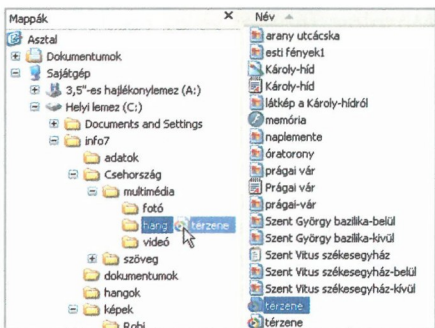 Mappák
Asztal
Dokumentumok
Sajátgép
3,5"-es hajlékonylemez (A:)
Helyi lemez (C:)
Documents and Settings
info7
adatok
Csehország
multimédia
fotó
hang térzene
videó
szöveg
dokumentumok
hangok
képek
Robi
Név
arany utcácska
esti fények1
Károly-híd
Károly-híd
látkép a Károly-hídról
memória
naplemente
óratorony
prágai vár
Prágai vár
prágai-vár
Szent György bazilika-belül
Szent György bazilika-kívül
Szent Vitus székesegyház
Szent Vitus székesegyház-belül
Szent Vitus székesegyház-kívül
térzene
térzene